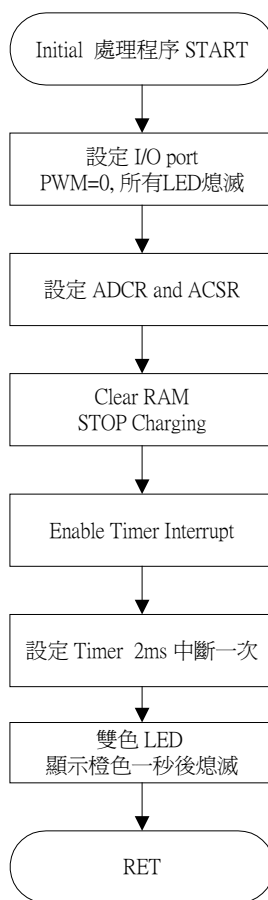 Initial 處理程序 START
設定 I/O port
PWM=0, 所有LED熄滅
設定 ADCR and ACSR
Clear RAM
STOP Charging
Enable Timer Interrupt
設定 Timer 2ms 中斷一次
雙色 LED
顯示橙色一秒後熄滅
RET